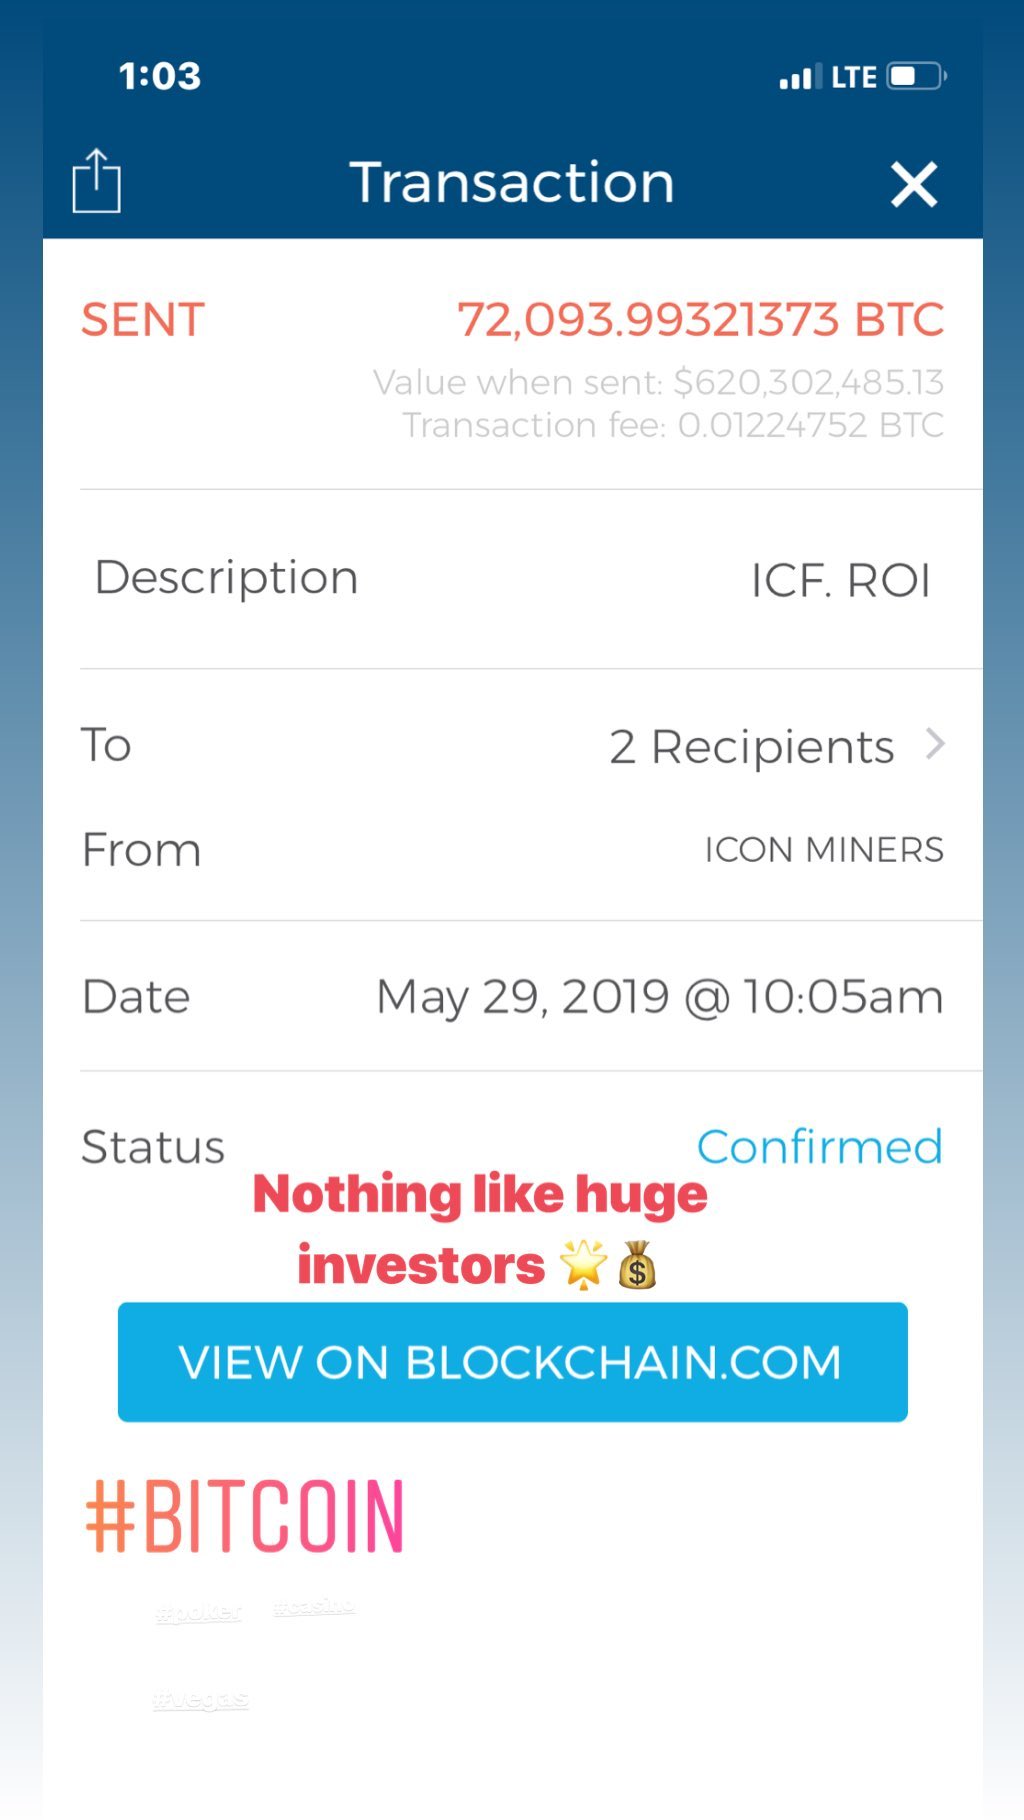 1:03
LTE
Transaction
SENT 72,093.99321373 BTC
Value when sent: $620,302,485.13
Transaction fee: 0.01224752 BTC
Description ICF. ROI
To 2 Recipients
From ICON MINERS
Date May 29, 2019 @ 10:05am
Status Confirmed
Nothing like huge
investors 🌟💰
VIEW ON BLOCKCHAIN.COM
#BITCOIN
#poker #casino
#vegas